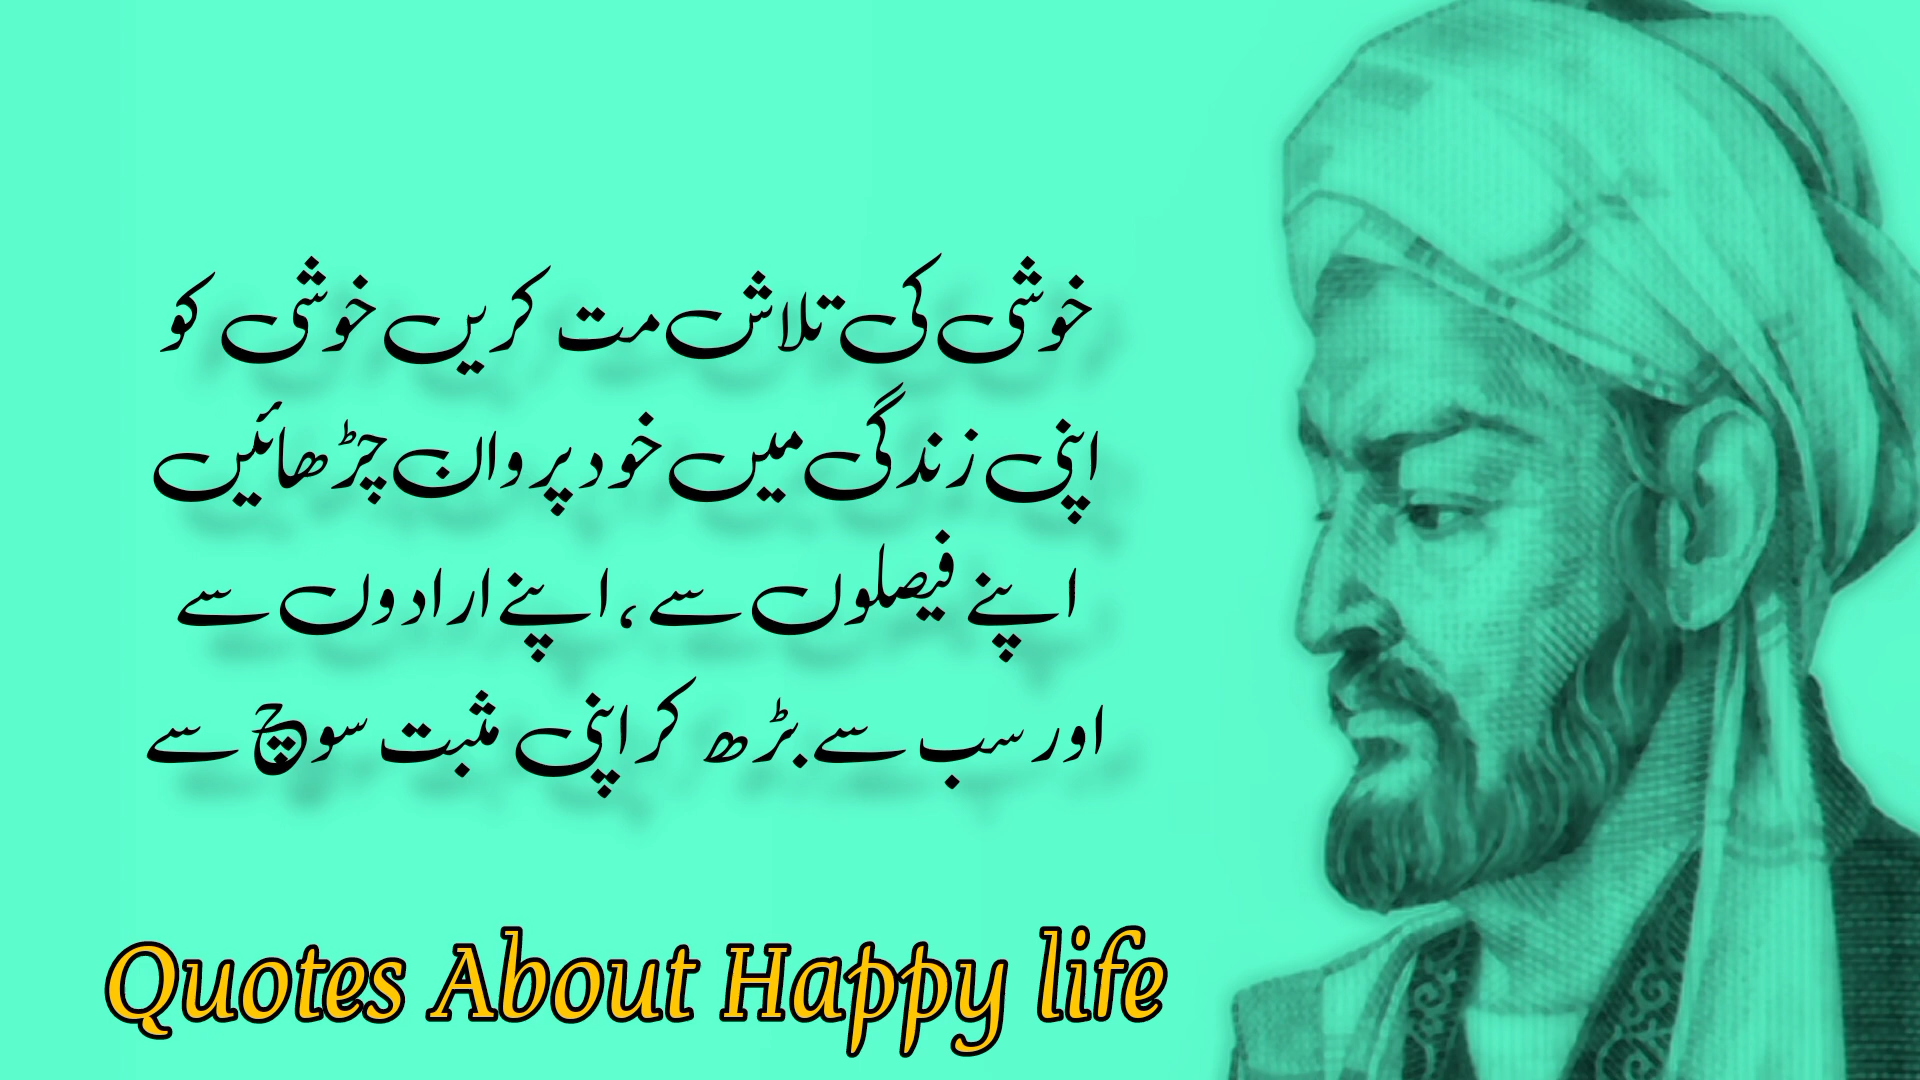 خوشی کی تلاش مت کریں خوشی کو
اپنی زندگی میں خود پروان چڑھائیں
اپنے فیصلوں سے، اپنے ارادوں سے
اور سب سے بڑھ کر اپنی مثبت سوچ سے
Quotes About Happy life